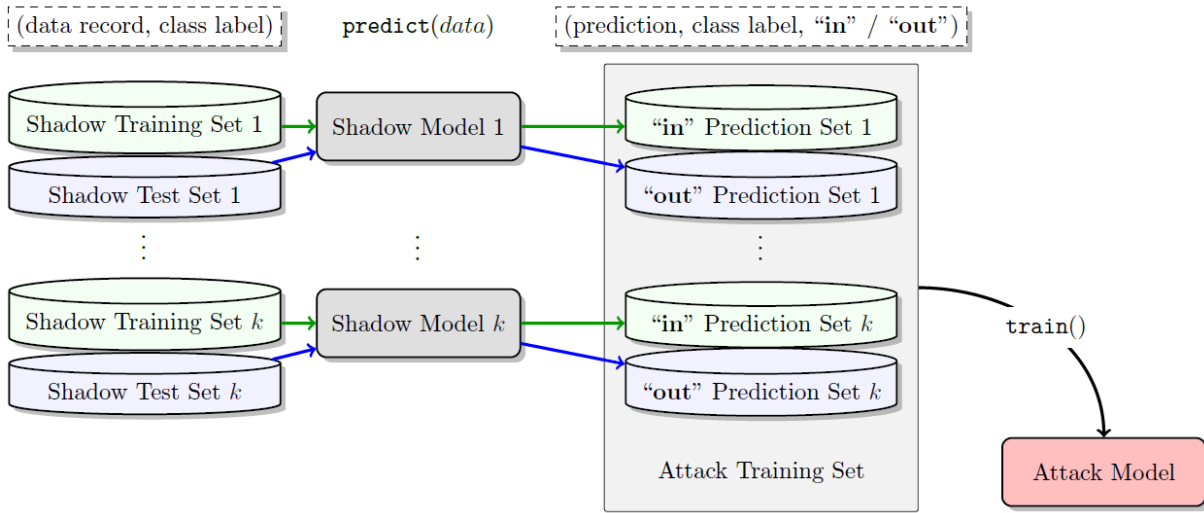 (data record, class label)
predict(data)
(prediction, class label, “in” / “out”)
Shadow Training Set 1
Shadow Model 1
“in” Prediction Set 1
Shadow Test Set 1
“out” Prediction Set 1
⋮ ⋮ ⋮
Shadow Training Set k
Shadow Model k
“in” Prediction Set k
train()
Shadow Test Set k
“out” Prediction Set k
Attack Training Set
Attack Model